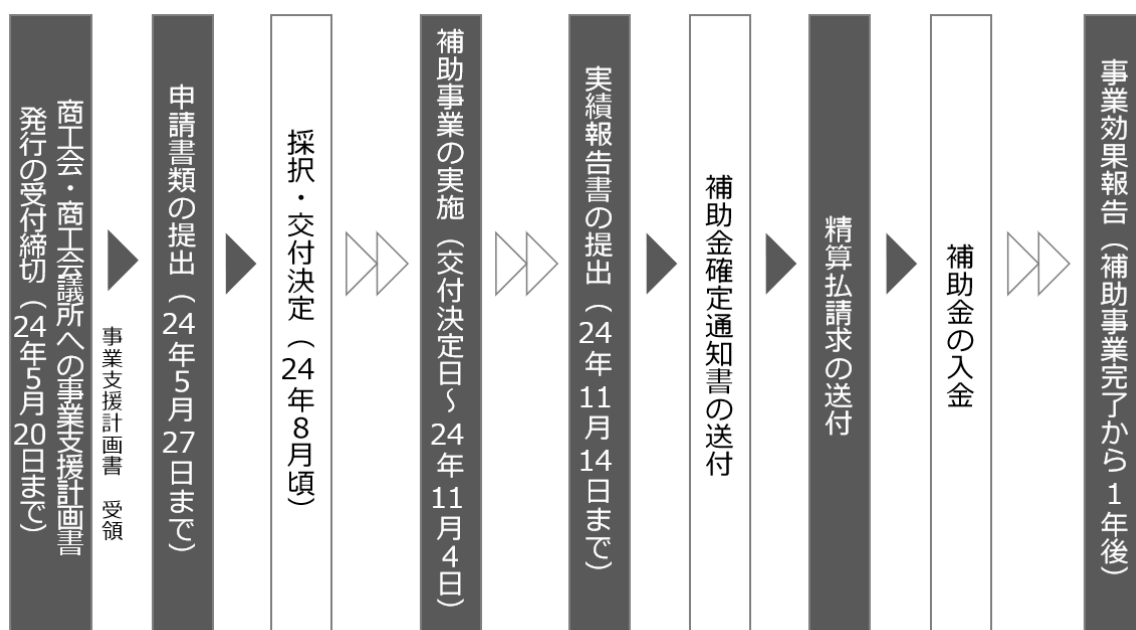 商工会・商工会議所への事業支援計画書
発行の受付締切（24年5月20日まで）
事業支援計画書　受領
申請書類の提出（24年5月27日まで）
採択・交付決定（24年8月頃）
補助事業の実施（交付決定日～24年11月4日）
実績報告書の提出（24年11月14日まで）
補助金確定通知書の送付
精算払請求の送付
補助金の入金
事業効果報告（補助事業完了から1年後）